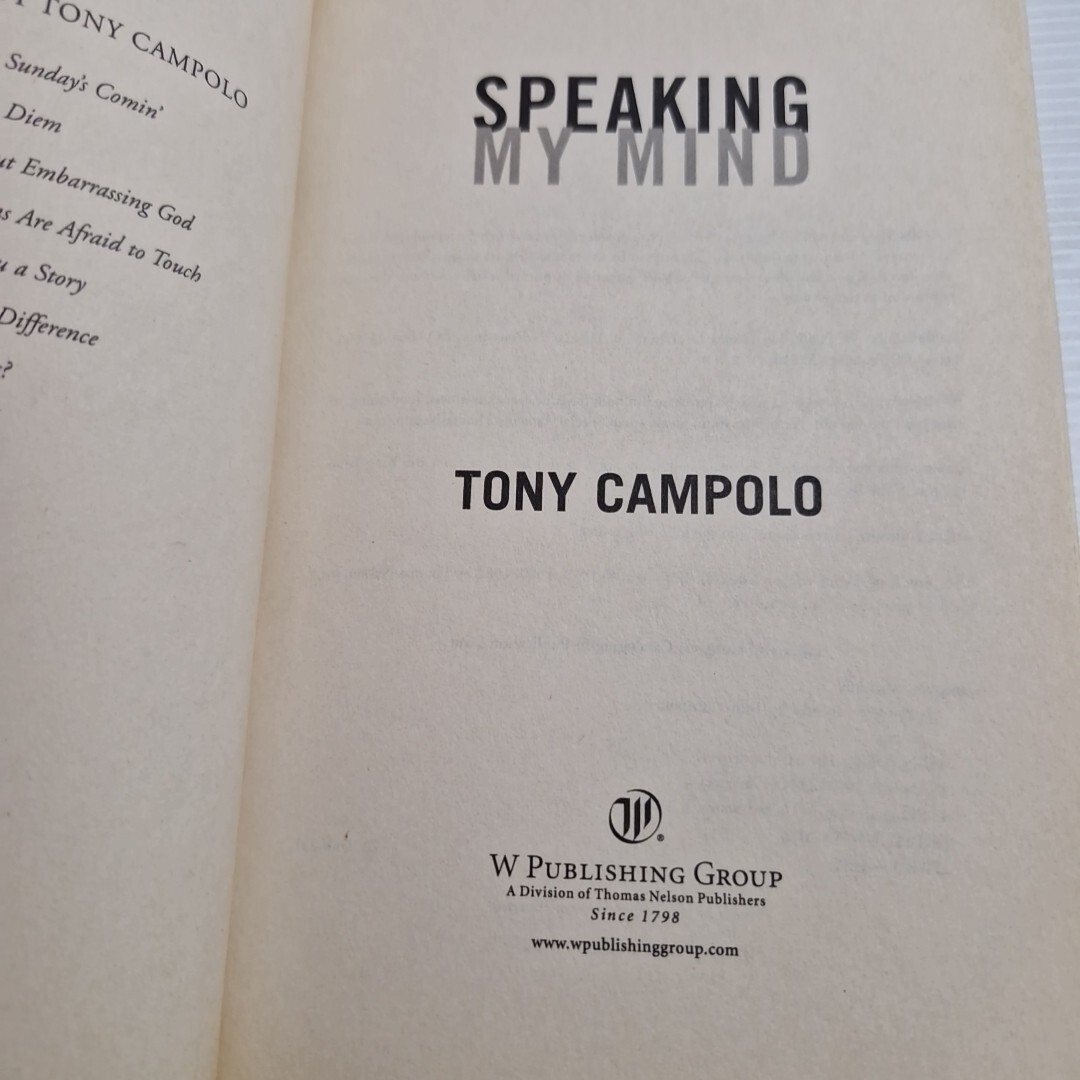 TONY CAMPOLO
Sunday's Comin'
Diem
Embarrassing God
Are Afraid to Touch
a Story
Difference
?
SPEAKING
MY MIND
TONY CAMPOLO
W PUBLISHING GROUP
A Division of Thomas Nelson Publishers
Since 1798
www.wpublishinggroup.com